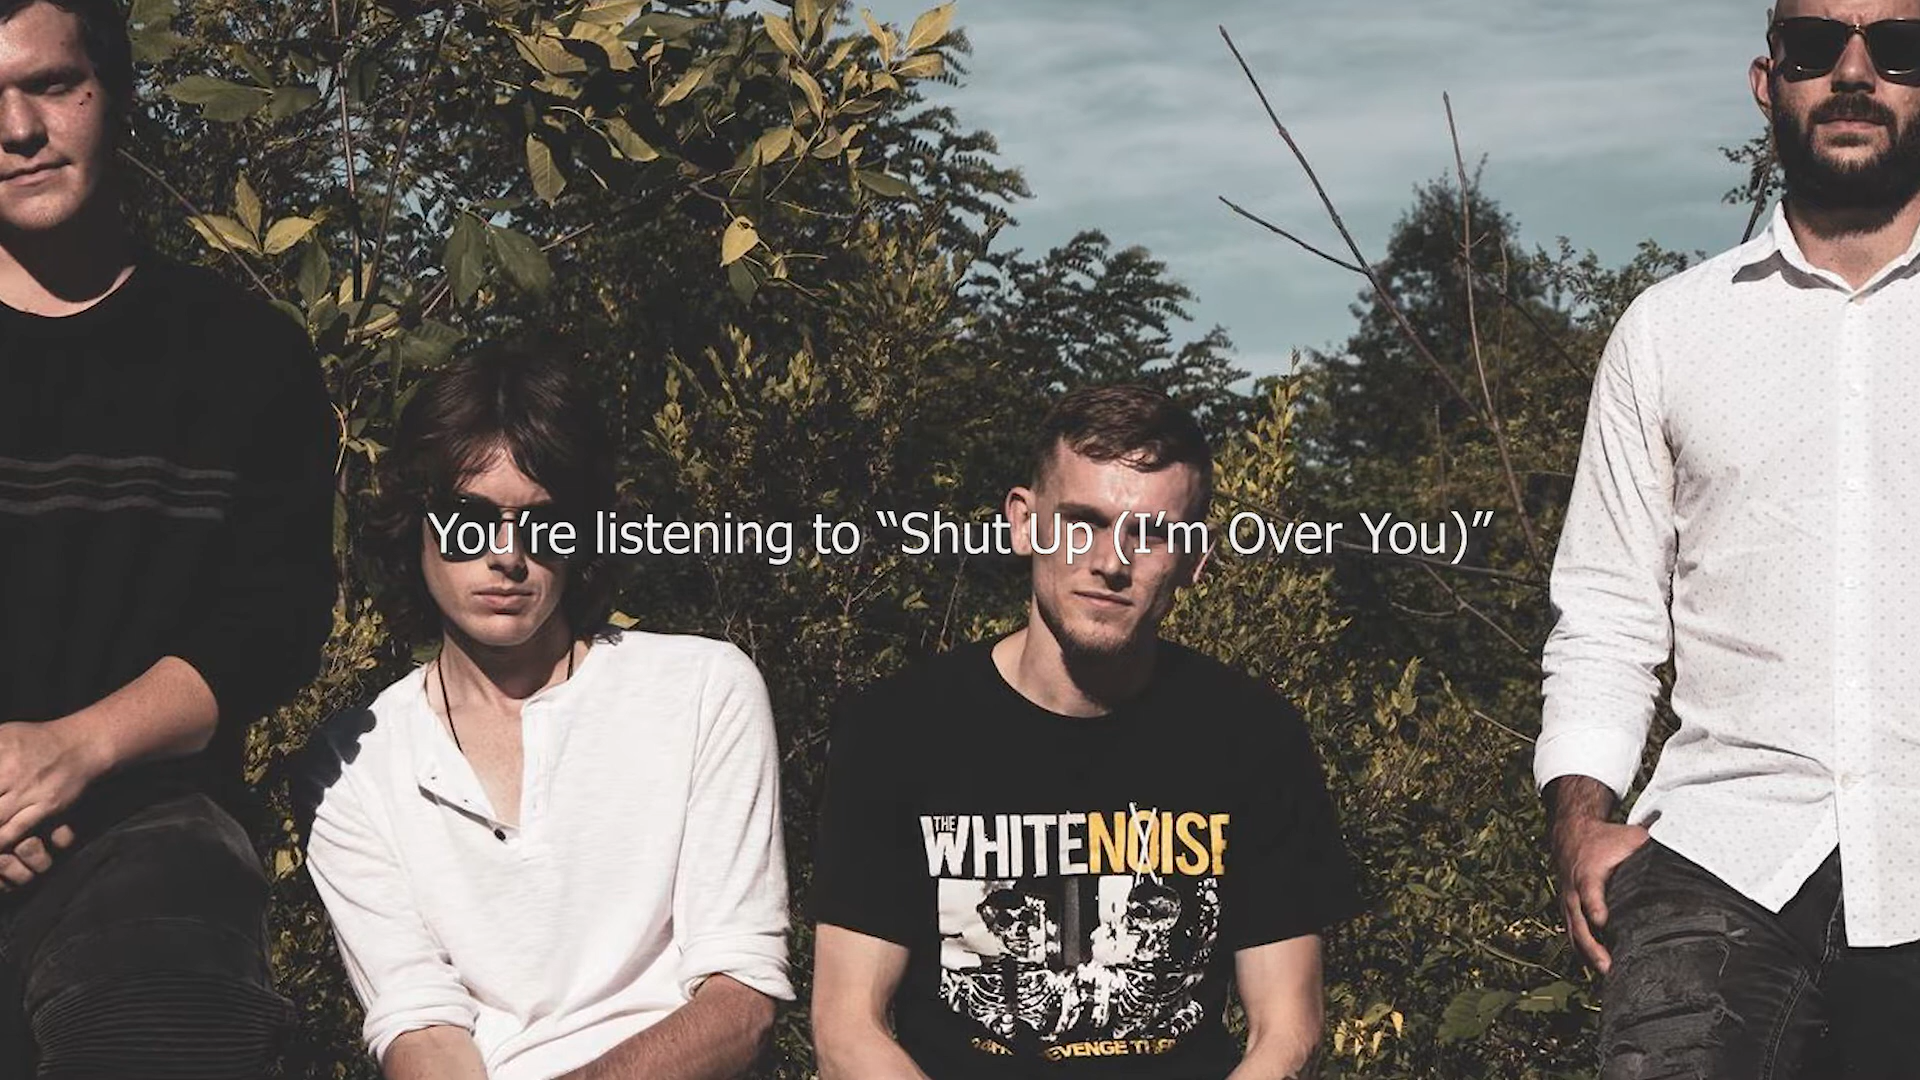 You’re listening to “Shut Up (I’m Over You)”
THE WHITENOISE